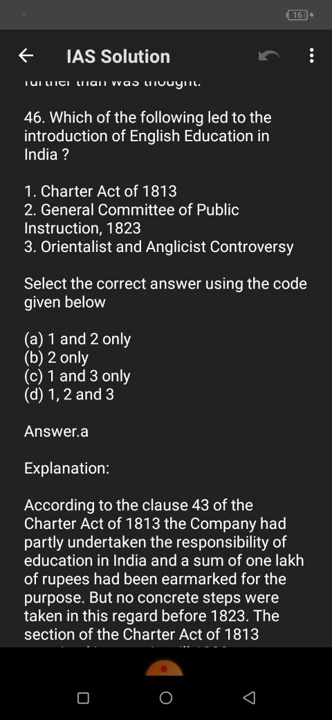 16
IAS Solution
further than was thought.
46. Which of the following led to the
introduction of English Education in
India ?
1. Charter Act of 1813
2. General Committee of Public
Instruction, 1823
3. Orientalist and Anglicist Controversy
Select the correct answer using the code
given below
(a) 1 and 2 only
(b) 2 only
(c) 1 and 3 only
(d) 1, 2 and 3
Answer.a
Explanation:
According to the clause 43 of the
Charter Act of 1813 the Company had
partly undertaken the responsibility of
education in India and a sum of one lakh
of rupees had been earmarked for the
purpose. But no concrete steps were
taken in this regard before 1823. The
section of the Charter Act of 1813